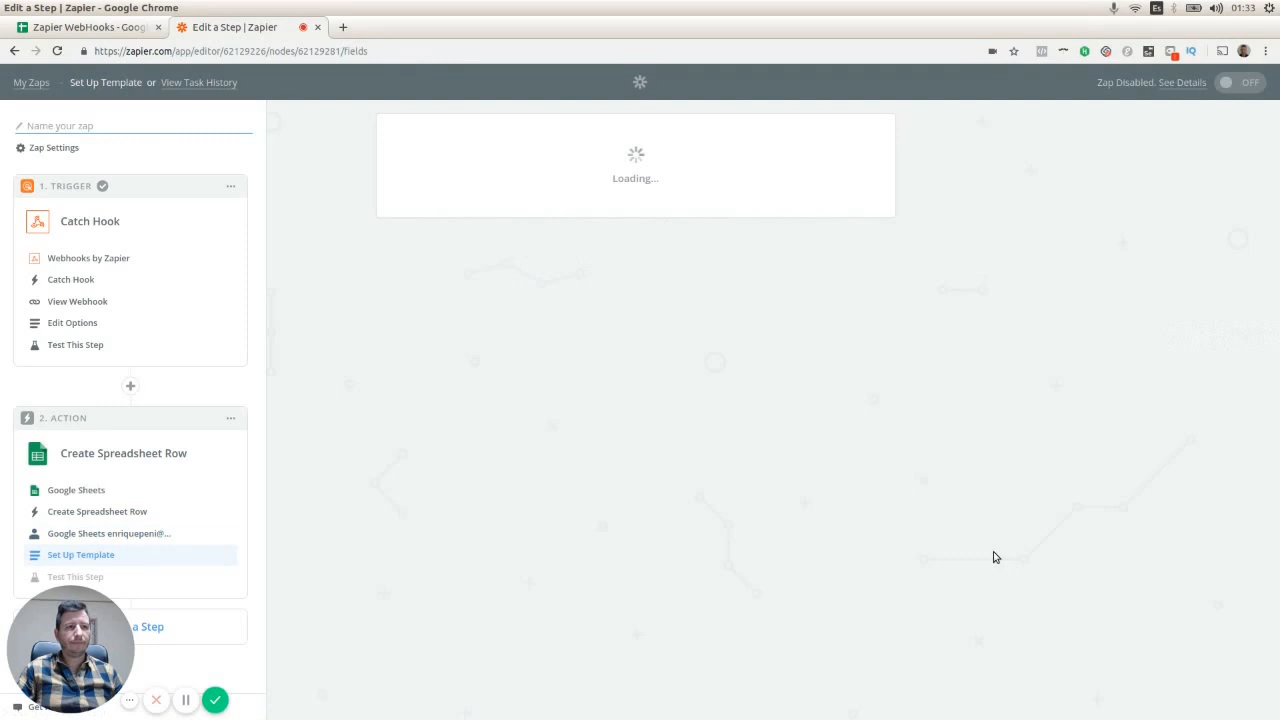 Edit a Step | Zapier - Google Chrome
Es
01:33
Zapier WebHooks - Goog
Edit a Step | Zapier
https://zapier.com/app/editor/62129226/nodes/62129281/fields
IQ
My Zaps
Set Up Template or View Task History
Zap Disabled. See Details
OFF
Name your zap
Zap Settings
1. TRIGGER
Catch Hook
Webhooks by Zapier
Catch Hook
View Webhook
Edit Options
Test This Step
2. ACTION
Create Spreadsheet Row
Google Sheets
Create Spreadsheet Row
Google Sheets enriquepeni@...
Set Up Template
Test This Step
a Step
Get
Loading...